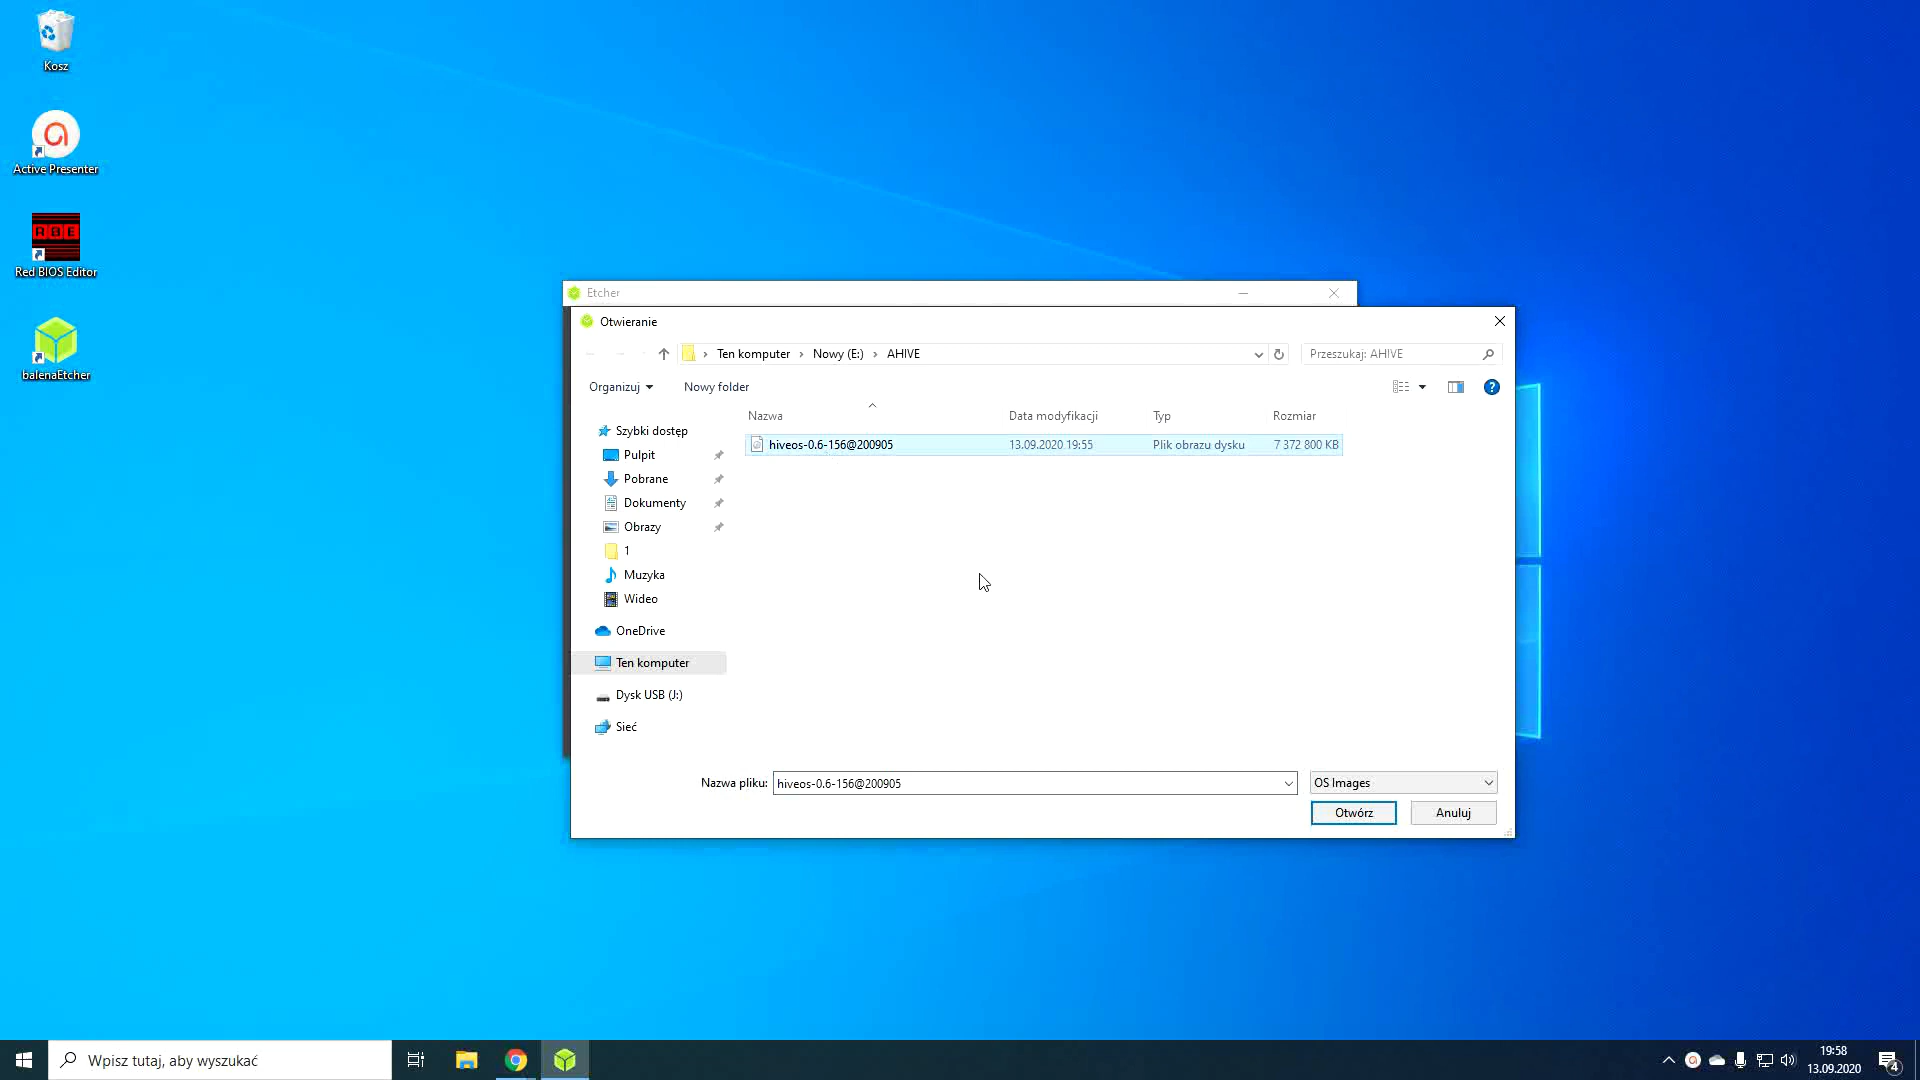 Kosz
Active Presenter
RBE
Red BIOS Editor
balenaEtcher
Etcher
Otwieranie
Ten komputer › Nowy (E:) › AHIVE
Przeszukaj: AHIVE
Organizuj
Nowy folder
?
Nazwa
Data modyfikacji
Typ
Rozmiar
hiveos-0.6-156@200905
13.09.2020 19:55
Plik obrazu dysku
7 372 800 KB
Szybki dostęp
Pulpit
Pobrane
Dokumenty
Obrazy
1
Muzyka
Wideo
OneDrive
Ten komputer
Dysk USB (J:)
Sieć
Nazwa pliku:
hiveos-0.6-156@200905
OS Images
Otwórz
Anuluj
Wpisz tutaj, aby wyszukać
19:58
13.09.2020
4